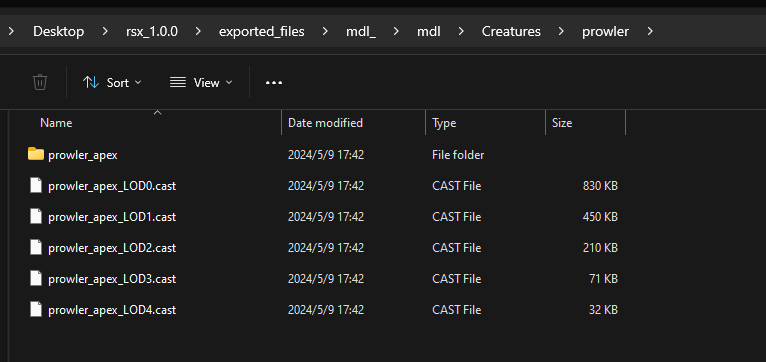 Desktop > rsx_1.0.0 > exported_files > mdl_ > mdl > Creatures > prowler >
Sort View ...
Name Date modified Type Size
prowler_apex 2024/5/9 17:42 File folder
prowler_apex_LOD0.cast 2024/5/9 17:42 CAST File 830 KB
prowler_apex_LOD1.cast 2024/5/9 17:42 CAST File 450 KB
prowler_apex_LOD2.cast 2024/5/9 17:42 CAST File 210 KB
prowler_apex_LOD3.cast 2024/5/9 17:42 CAST File 71 KB
prowler_apex_LOD4.cast 2024/5/9 17:42 CAST File 32 KB